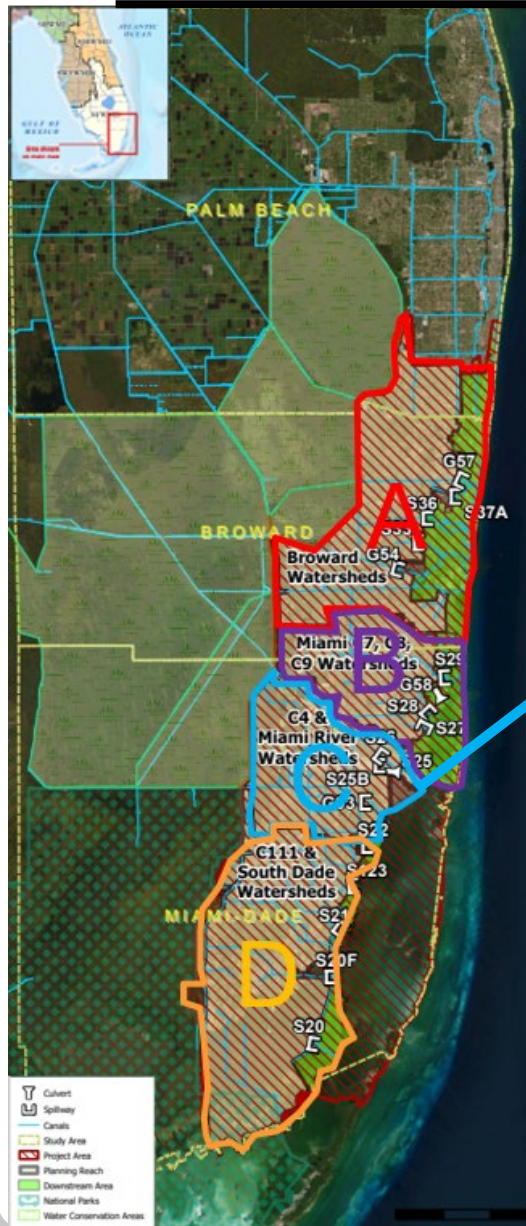 ATLANTIC
OCEAN
GULF OF
MEXICO
PALM BEACH
BROWARD
G57
S36
S37A
A
G54
Broward
Watersheds
C9 Watersheds
B
S29
G58
S28
S27
C4 &
Miami River
Watersheds
C
S25B
S22
C111 &
South Dade
Watersheds
MIAMI-DADE
D
S20F
S20
Culvert
Spillway
Canals
Study Area
Project Area
Planning Reach
Downstream Area
National Parks
Water Conservation Areas